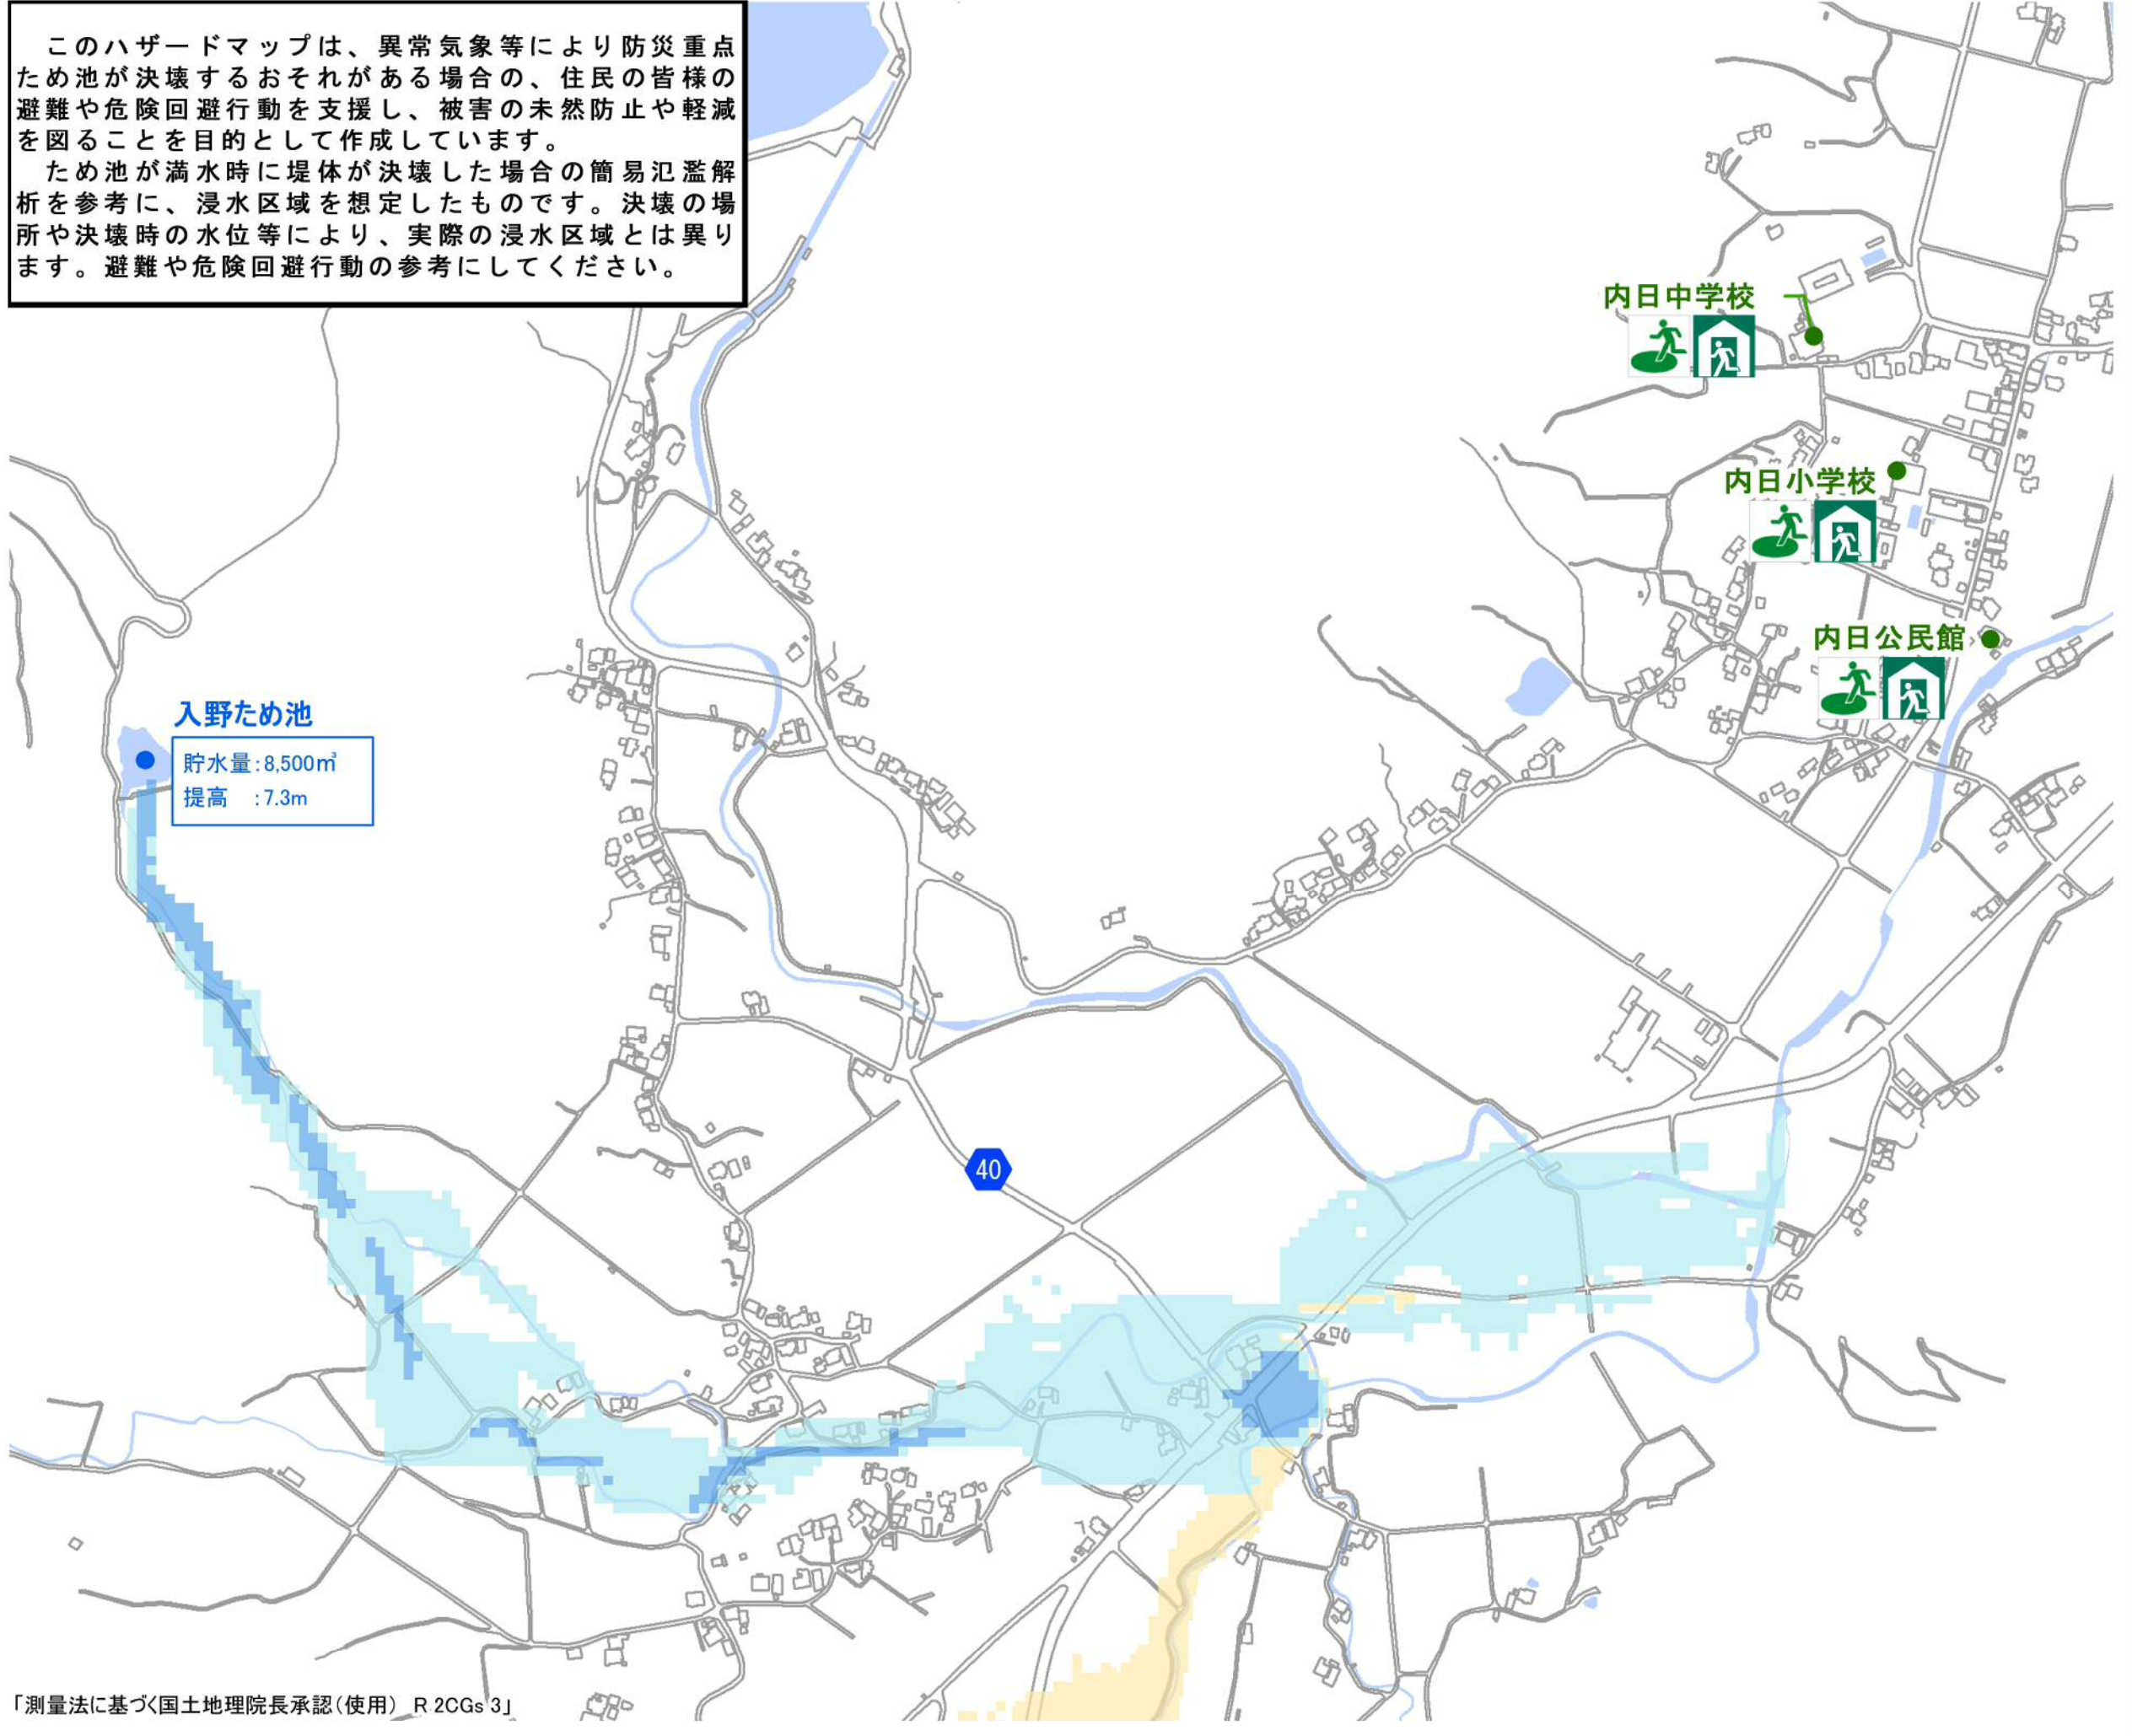 このハザードマップは、異常気象等により防災重点
ため池が決壊するおそれがある場合の、住民の皆様の
避難や危険回避行動を支援し、被害の未然防止や軽減
を図ることを目的として作成しています。
ため池が満水時に堤体が決壊した場合の簡易氾濫解
析を参考に、浸水区域を想定したものです。決壊の場
所や決壊時の水位等により、実際の浸水区域とは異り
ます。避難や危険回避行動の参考にしてください。
内日中学校
内日小学校
内日公民館
入野ため池
貯水量:8,500㎥
提高 :7.3m
40
「測量法に基づく国土地理院長承認(使用) R 2CGs 3」